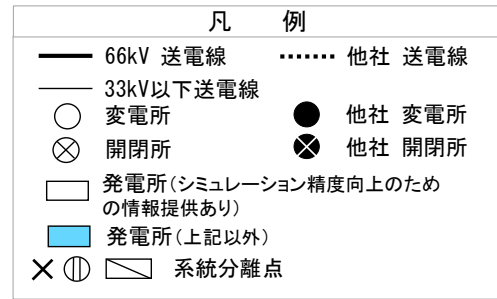 凡 例
66kV 送電線 他社 送電線
33kV以下送電線
変電所 他社 変電所
開閉所 他社 開閉所
発電所(シミュレーション精度向上のため
の情報提供あり)
発電所(上記以外)
系統分離点